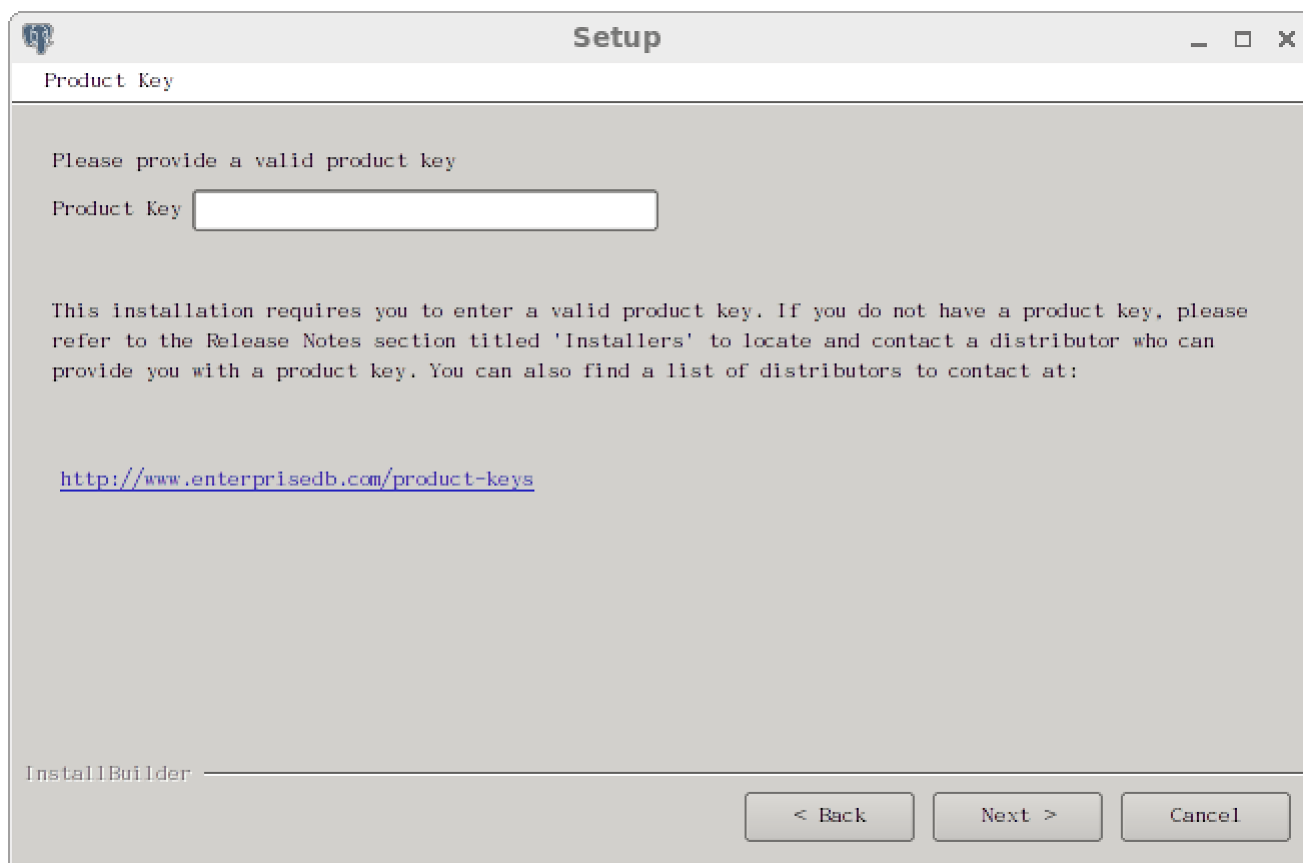 Setup
Product Key
Please provide a valid product key
Product Key
This installation requires you to enter a valid product key. If you do not have a product key, please
refer to the Release Notes section titled 'Installers' to locate and contact a distributor who can
provide you with a product key. You can also find a list of distributors to contact at:
http://www.enterprisedb.com/product-keys
InstallBuilder
< Back
Next >
Cancel